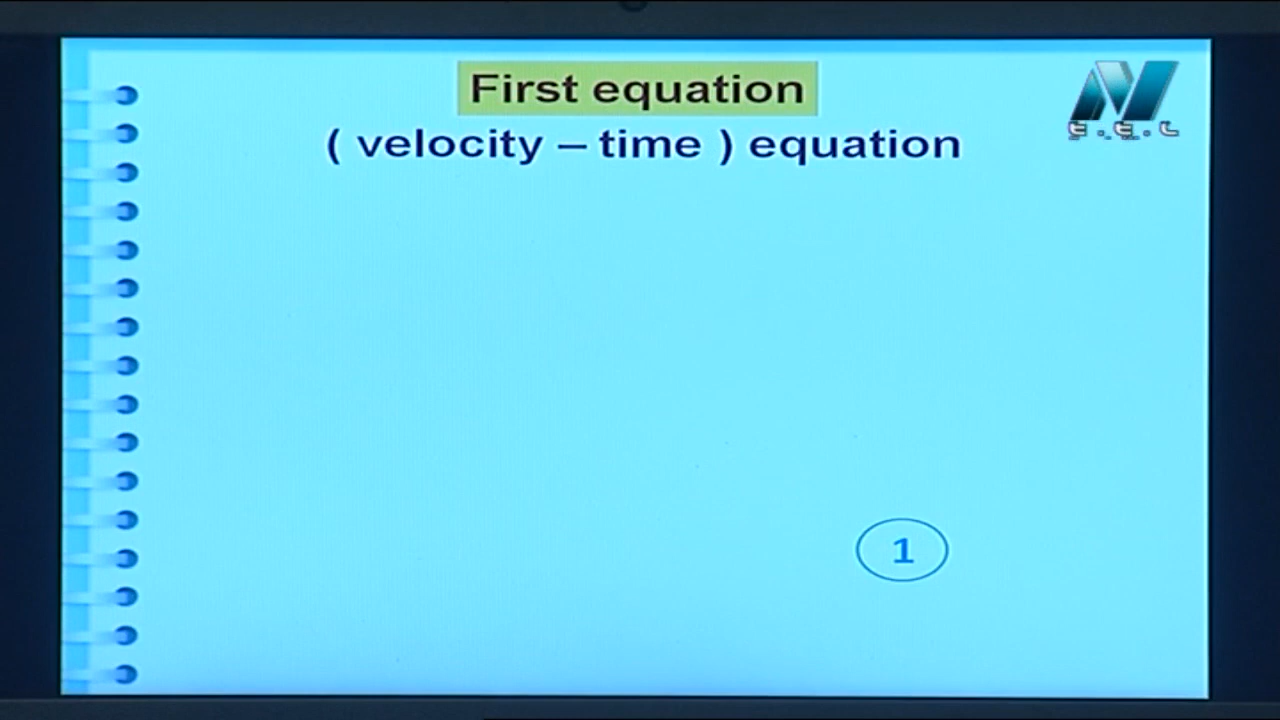 First equation
( velocity – time ) equation
N
t.t.L
1